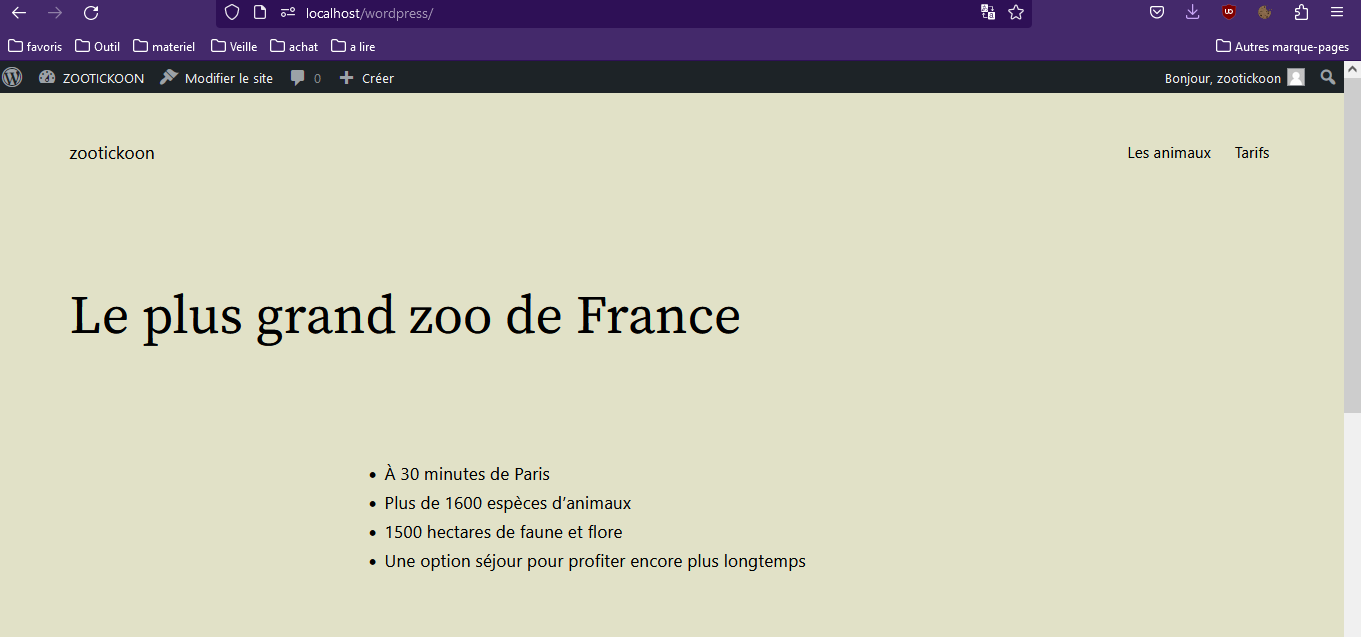 localhost/wordpress/
favoris Outil materiel Veille achat a lire Autres marque-pages
ZOOTICKOON Modifier le site 0 Créer Bonjour, zootickoon
zootickoon Les animaux Tarifs
Le plus grand zoo de France
• À 30 minutes de Paris
• Plus de 1600 espèces d’animaux
• 1500 hectares de faune et flore
• Une option séjour pour profiter encore plus longtemps